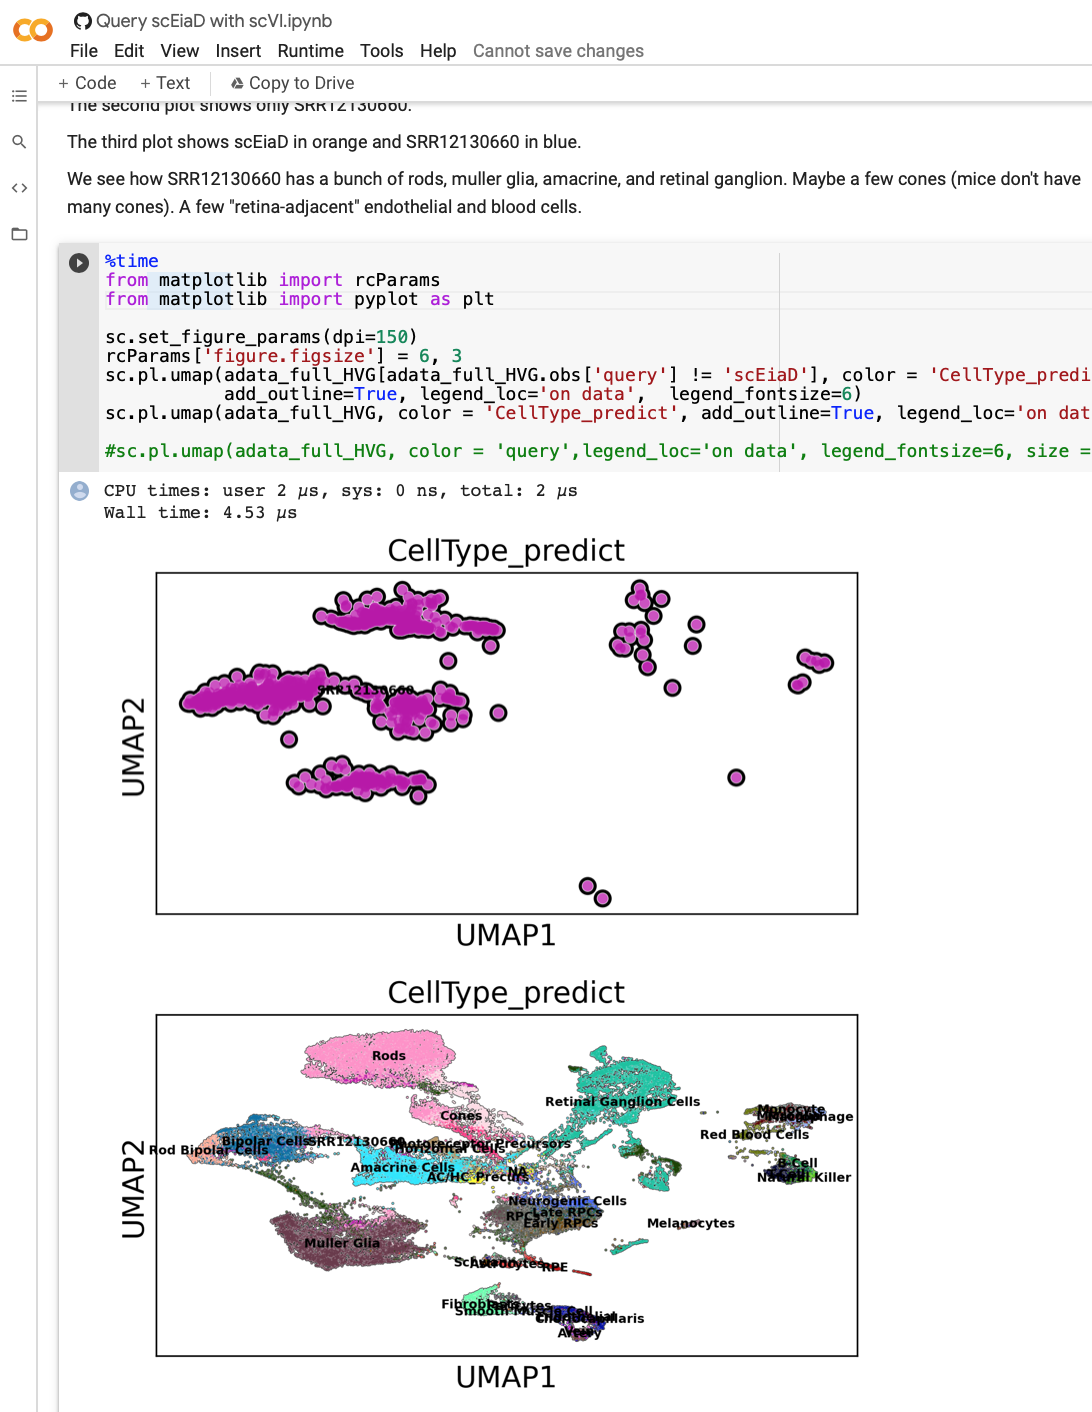 Query scEiaD with scVI.ipynb
File Edit View Insert Runtime Tools Help Cannot save changes
+ Code + Text Copy to Drive
The second plot shows only SRR12130660.
The third plot shows scEiaD in orange and SRR12130660 in blue.
We see how SRR12130660 has a bunch of rods, muller glia, amacrine, and retinal ganglion. Maybe a few cones (mice don't have
many cones). A few "retina-adjacent" endothelial and blood cells.
%time
from matplotlib import rcParams
from matplotlib import pyplot as plt
sc.set_figure_params(dpi=150)
rcParams['figure.figsize'] = 6, 3
sc.pl.umap(adata_full_HVG[adata_full_HVG.obs['query'] != 'scEiaD'], color = 'CellType_predi
add_outline=True, legend_loc='on data', legend_fontsize=6)
sc.pl.umap(adata_full_HVG, color = 'CellType_predict', add_outline=True, legend_loc='on dat
#sc.pl.umap(adata_full_HVG, color = 'query',legend_loc='on data', legend_fontsize=6, size =
CPU times: user 2 µs, sys: 0 ns, total: 2 µs
Wall time: 4.53 µs
CellType_predict
SRR12130660
UMAP2
UMAP1
CellType_predict
Rods
Retinal Ganglion Cells
Monocyte
Cones
Red Blood Cells
Bipolar Cells
SRR12130660
Photoreceptor Precursors
Rod Bipolar Cells
Horizontal Cells
Amacrine Cells
NA
AC/HC_Precurs
B-Cell
Natural Killer
Neurogenic Cells
RPC
Late RPCs
Early RPCs
Melanocytes
Muller Glia
Astrocytes
RPE
Smooth Muscle Cell
Artery
UMAP2
UMAP1